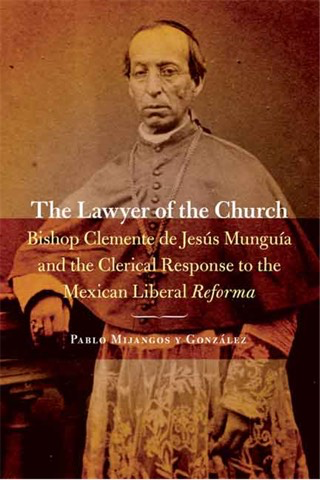 The Lawyer of the Church
Bishop Clemente de Jesús Munguía
and the Clerical Response to the
Mexican Liberal Reforma
Pablo Mijangos y González